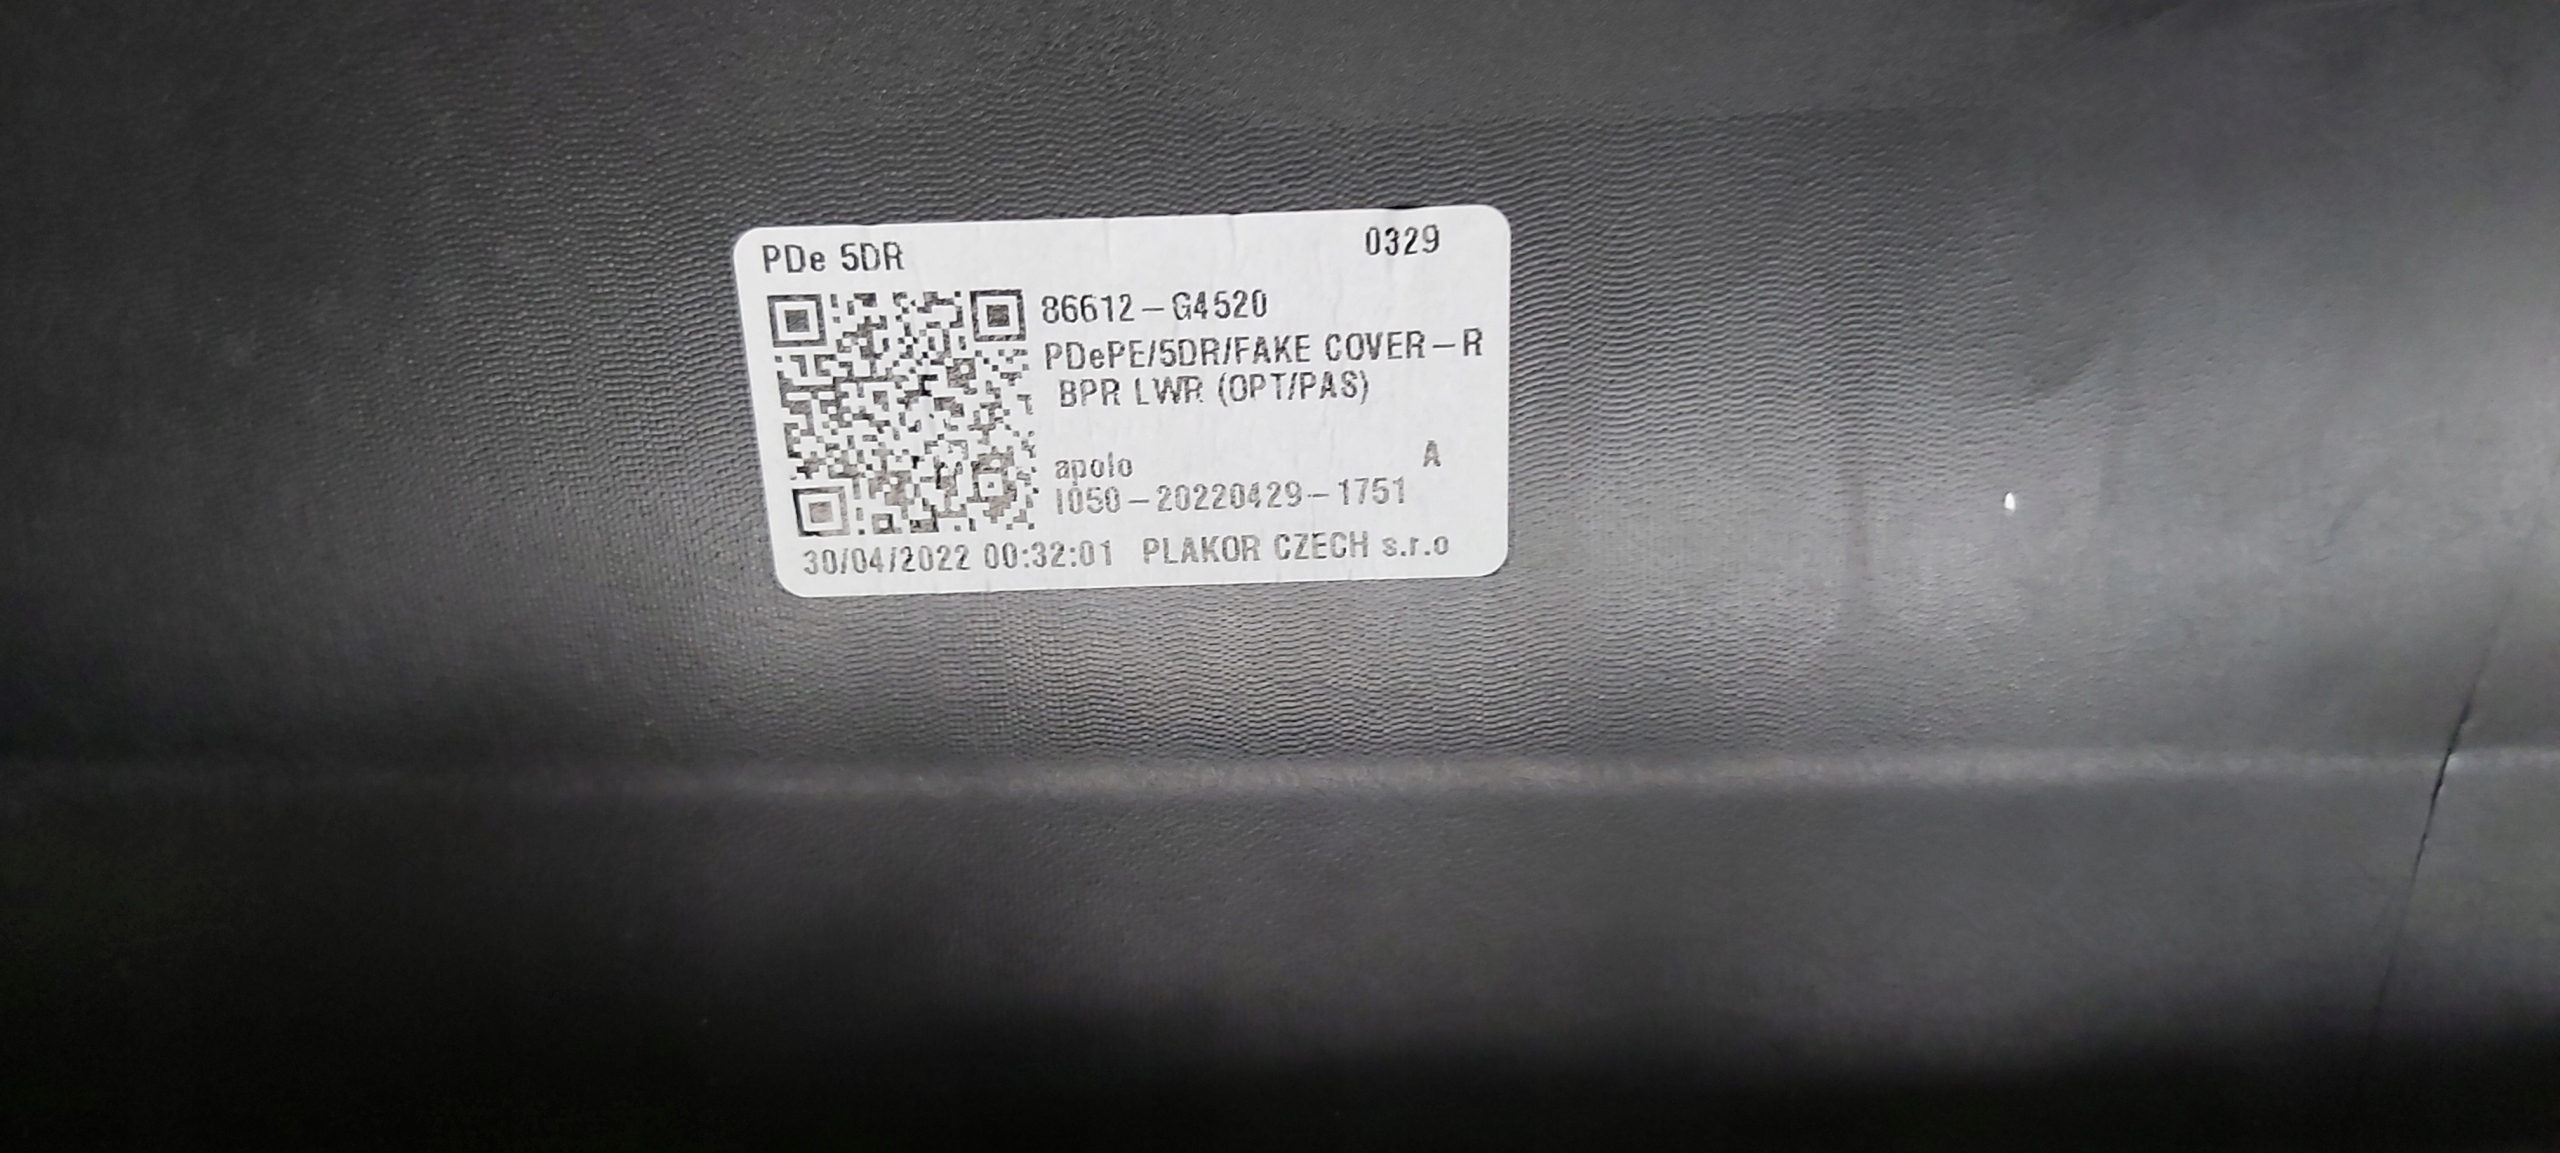 PDe 5DR 0329
86612-G4520
PDePE/5DR/FAKE COVER-R
BPR LWR (OPT/PAS)
apolo A
I050-20220429-1751
30/04/2022 00:32:01 PLAKOR CZECH s.r.o